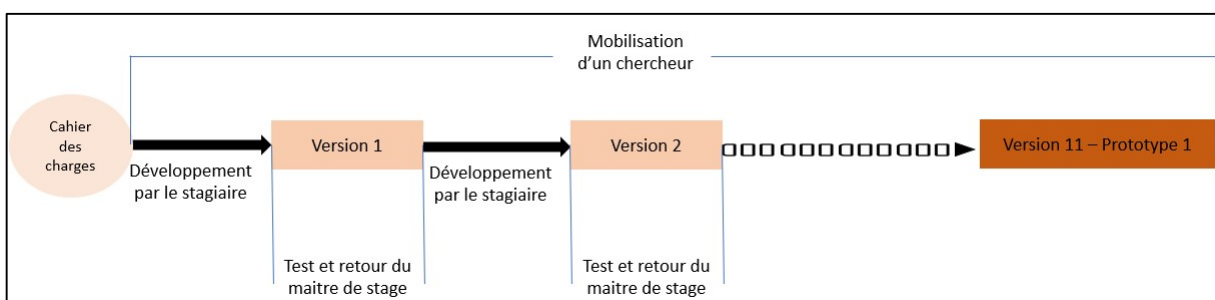 Mobilisation
d'un chercheur
Cahier
des
charges
Développement
par le stagiaire
Version 1
Développement
par le stagiaire
Version 2
Version 11 – Prototype 1
Test et retour du
maitre de stage
Test et retour du
maitre de stage